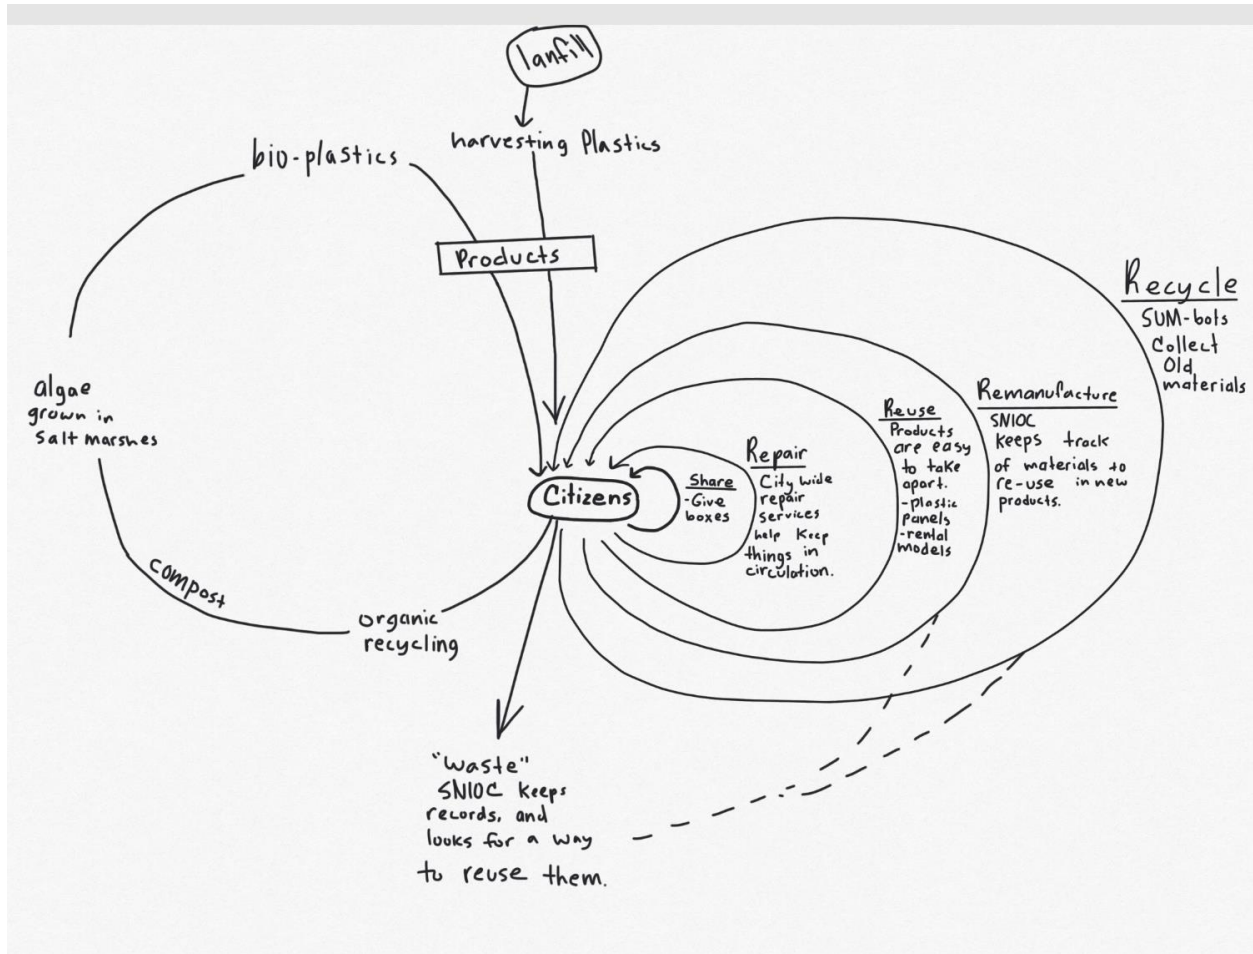 lanfill
harvesting Plastics
bio-plastics
Products
algae
grown in
Salt marshes
compost
organic
recycling
Citizens
Share
-Give
boxes
Repair
City wide
repair
services
help Keep
things in
circulation.
Reuse
Products
are easy
to take
apart.
-plastic
panels
-rental
models
Remanufacture
SNIOC
keeps track
of materials to
re-use in new
products.
Recycle
SUM-bots
Collect
Old
materials
"waste"
SNIOC keeps
records, and
looks for a way
to reuse them.